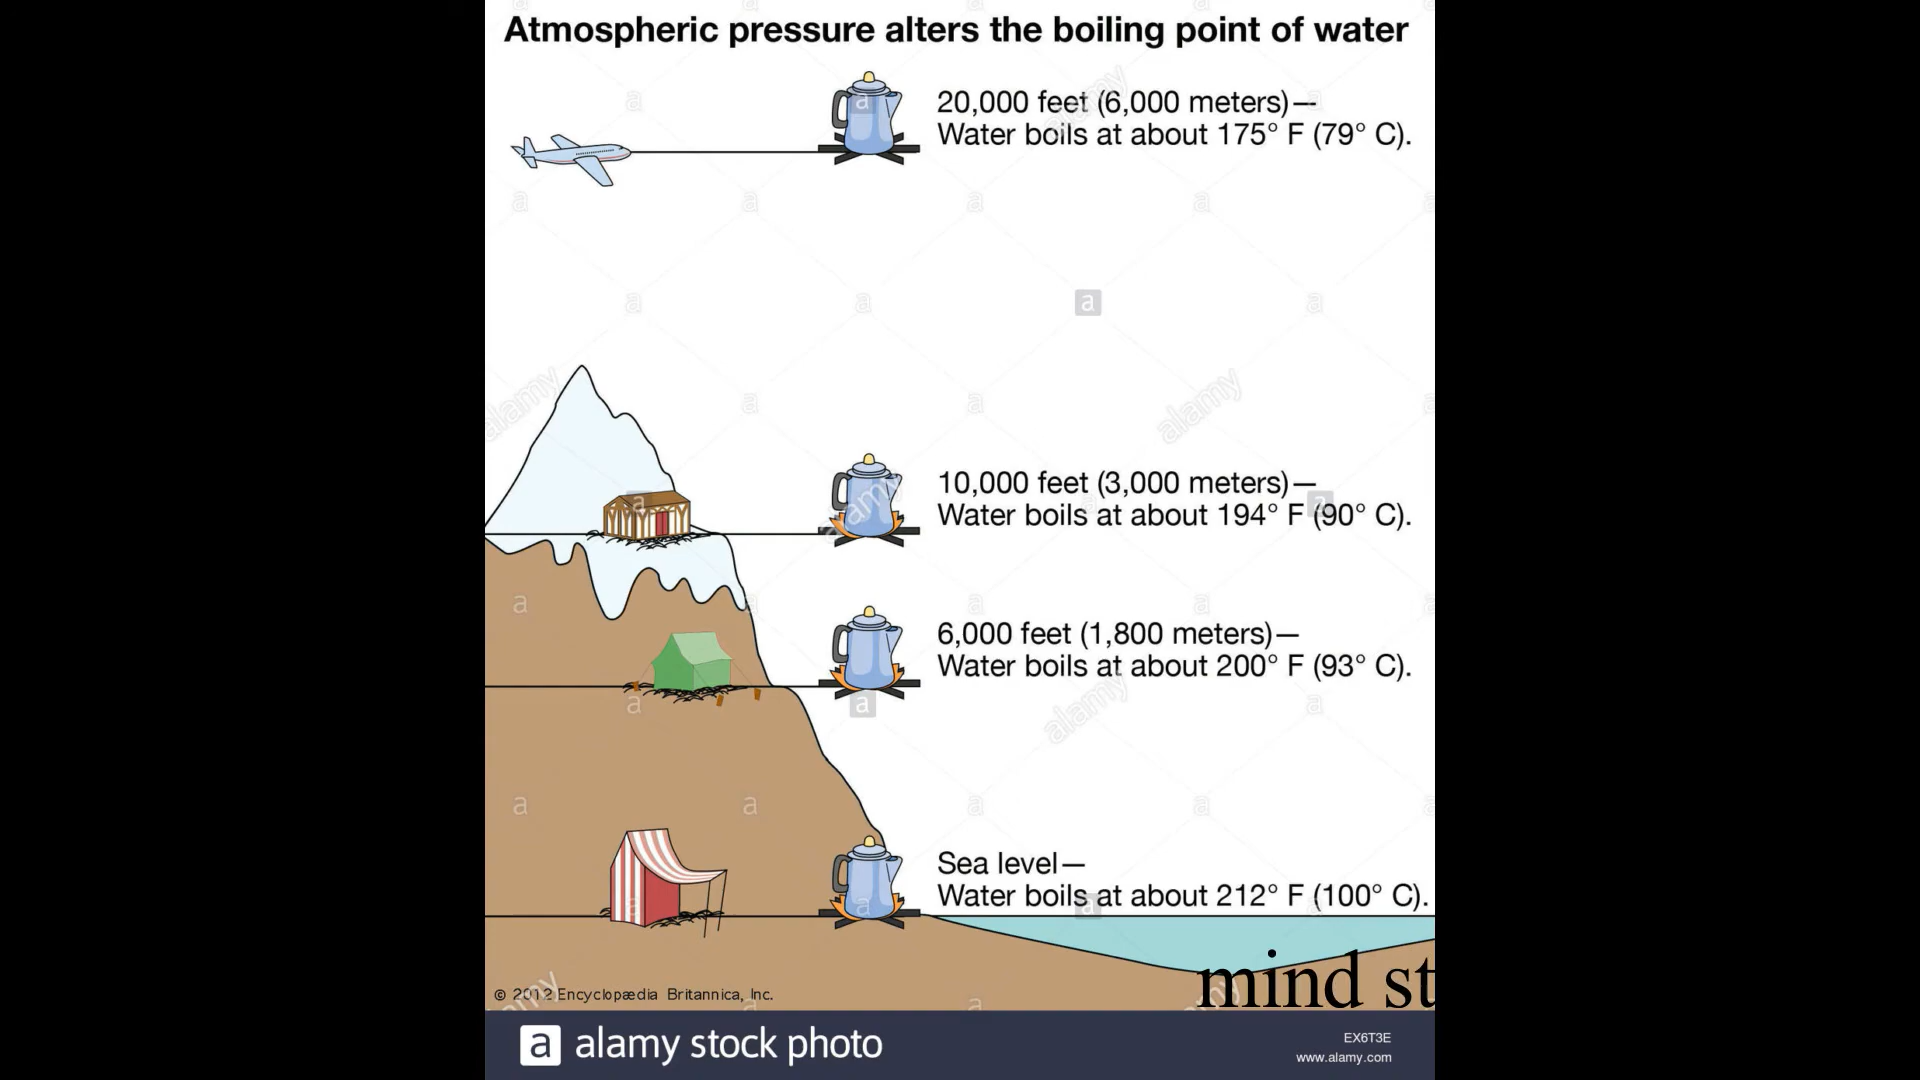 Atmospheric pressure alters the boiling point of water
20,000 feet (6,000 meters)—
Water boils at about 175° F (79° C).
10,000 feet (3,000 meters)—
Water boils at about 194° F (90° C).
6,000 feet (1,800 meters)—
Water boils at about 200° F (93° C).
Sea level—
Water boils at about 212° F (100° C).
mind st
© 2012 Encyclopædia Britannica, Inc.
a alamy stock photo
EX6T3E
www.alamy.com